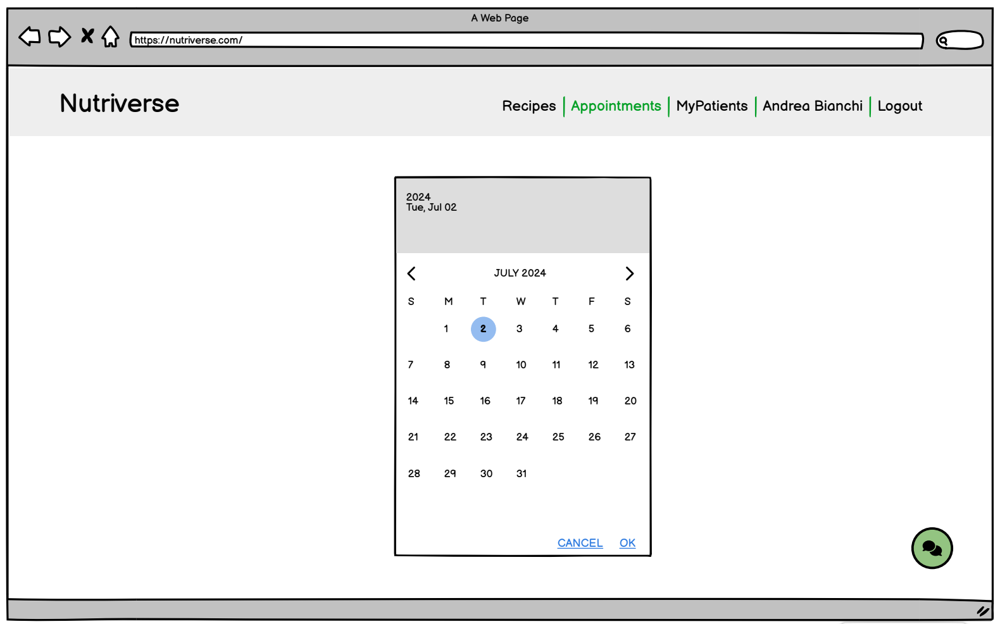 A Web Page
https://nutriverse.com/
Nutriverse
Recipes Appointments MyPatients Andrea Bianchi Logout
2024
Tue, Jul 02
JULY 2024
S M T W T F S
1 2 3 4 5 6
7 8 9 10 11 12 13
14 15 16 17 18 19 20
21 22 23 24 25 26 27
28 29 30 31
CANCEL OK